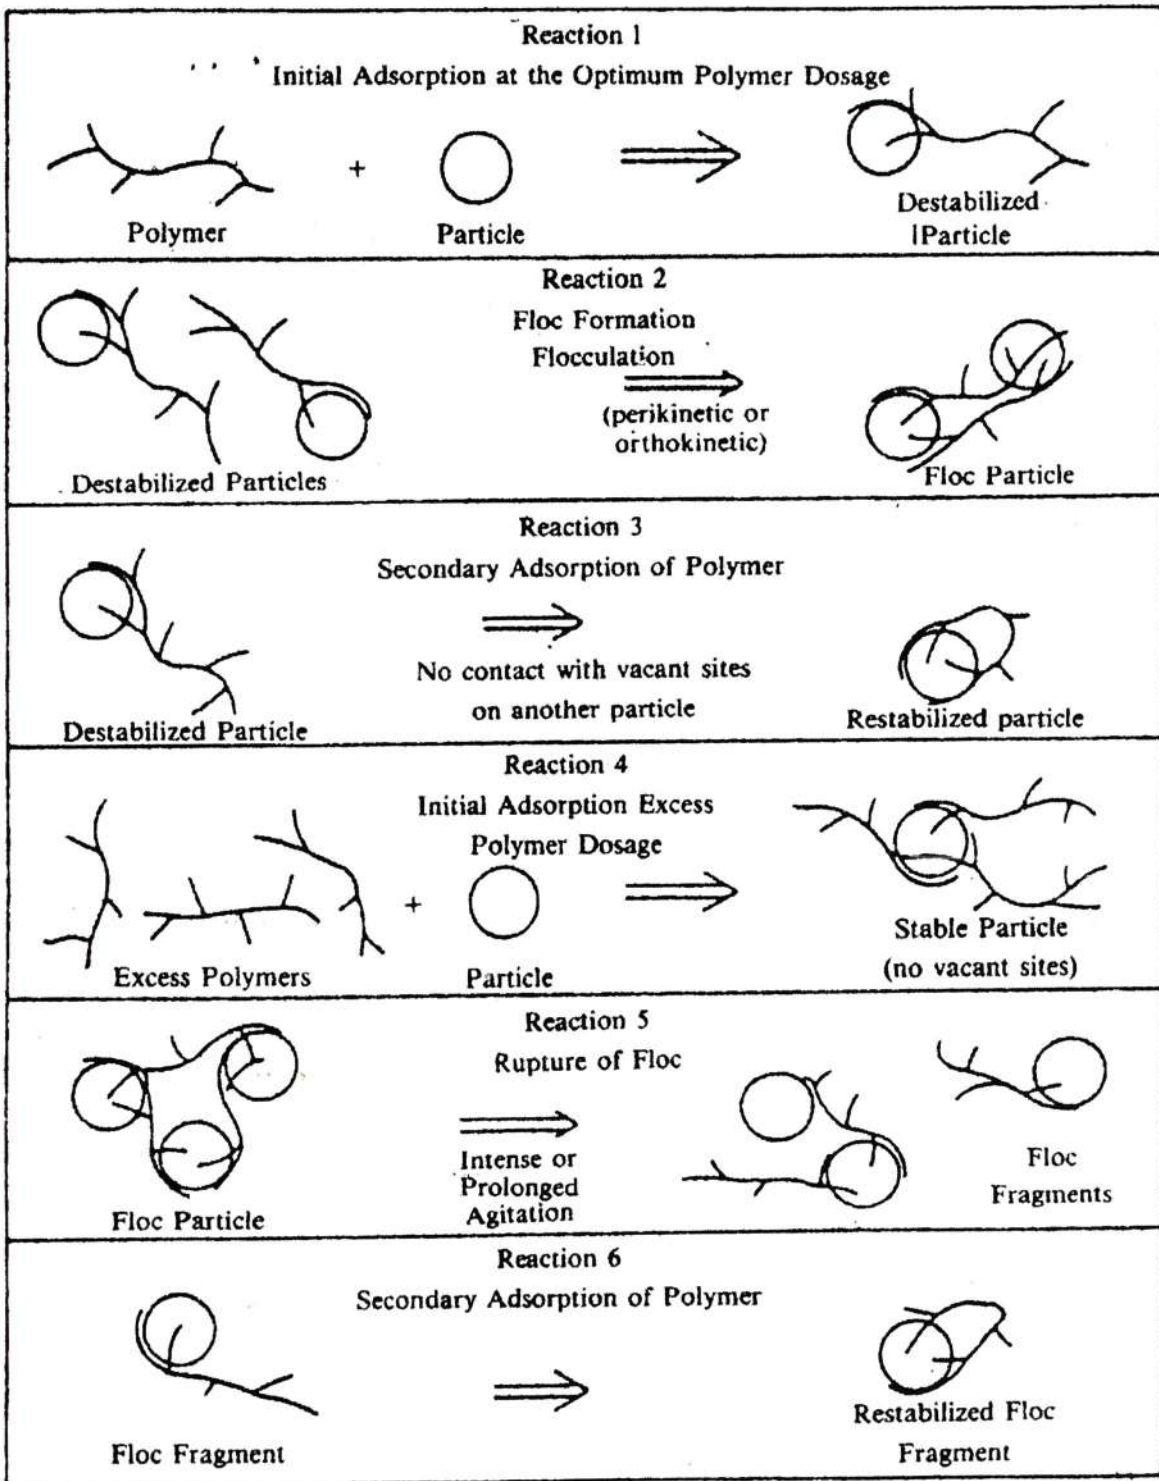 Reaction 1
Initial Adsorption at the Optimum Polymer Dosage
+
Polymer
Particle
Destabilized
Particle
Reaction 2
Floc Formation
Flocculation
(perikinetic or
orthokinetic)
Destabilized Particles
Floc Particle
Reaction 3
Secondary Adsorption of Polymer
No contact with vacant sites
on another particle
Destabilized Particle
Restabilized particle
Reaction 4
Initial Adsorption Excess
Polymer Dosage
+
Excess Polymers
Particle
Stable Particle
(no vacant sites)
Reaction 5
Rupture of Floc
Intense or
Prolonged
Agitation
Floc Particle
Floc
Fragments
Reaction 6
Secondary Adsorption of Polymer
Floc Fragment
Restabilized Floc
Fragment